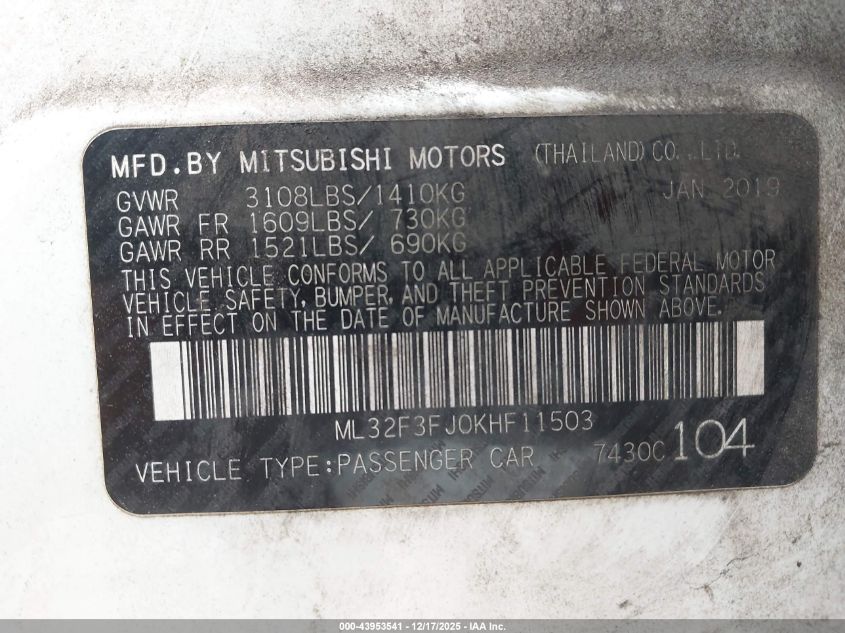 MFD.BY MITSUBISHI MOTORS (THAILAND) CO.,LTD.
GVWR 3108LBS/1410KG JAN 2019
GAWR FR 1609LBS/ 730KG
GAWR RR 1521LBS/ 690KG
THIS VEHICLE CONFORMS TO ALL APPLICABLE FEDERAL MOTOR
VEHICLE SAFETY, BUMPER, AND THEFT PREVENTION STANDARDS
IN EFFECT ON THE DATE OF MANUFACTURE SHOWN ABOVE.
ML32F3FJ0KHF11503
VEHICLE TYPE:PASSENGER CAR 7430C 104
000-43953541 - 12/17/2025 - IAA Inc.